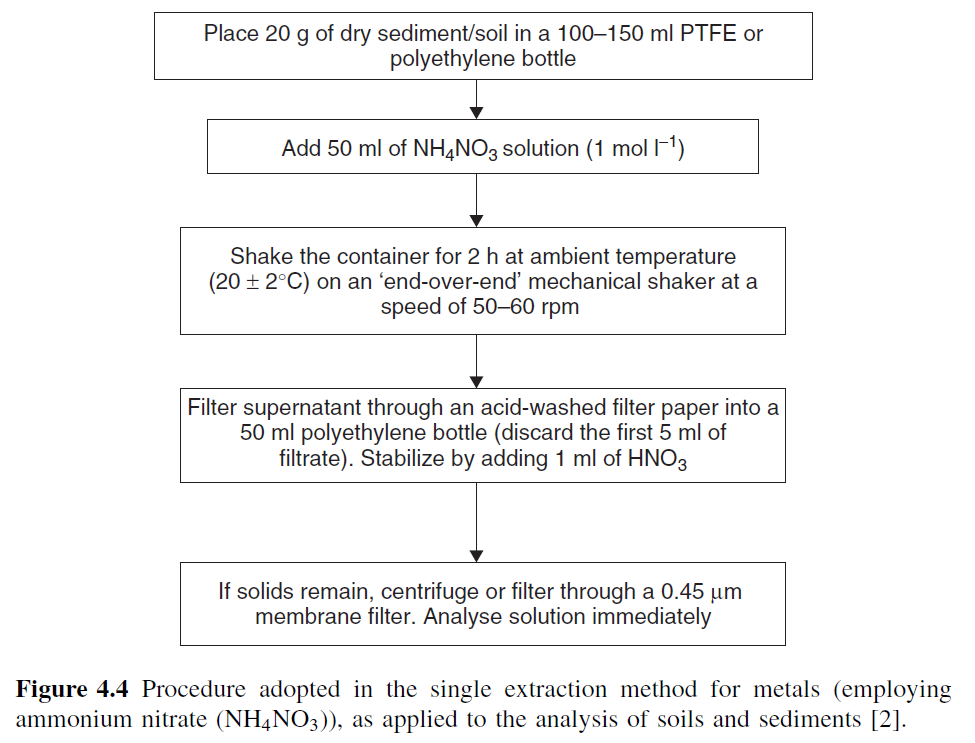 Place 20 g of dry sediment/soil in a 100–150 ml PTFE or
polyethylene bottle
Add 50 ml of NH₄NO₃ solution (1 mol l⁻¹)
Shake the container for 2 h at ambient temperature
(20 ± 2°C) on an ‘end-over-end’ mechanical shaker at a
speed of 50–60 rpm
Filter supernatant through an acid-washed filter paper into a
50 ml polyethylene bottle (discard the first 5 ml of
filtrate). Stabilize by adding 1 ml of HNO₃
If solids remain, centrifuge or filter through a 0.45 μm
membrane filter. Analyse solution immediately
Figure 4.4 Procedure adopted in the single extraction method for metals (employing
ammonium nitrate (NH₄NO₃)), as applied to the analysis of soils and sediments [2].